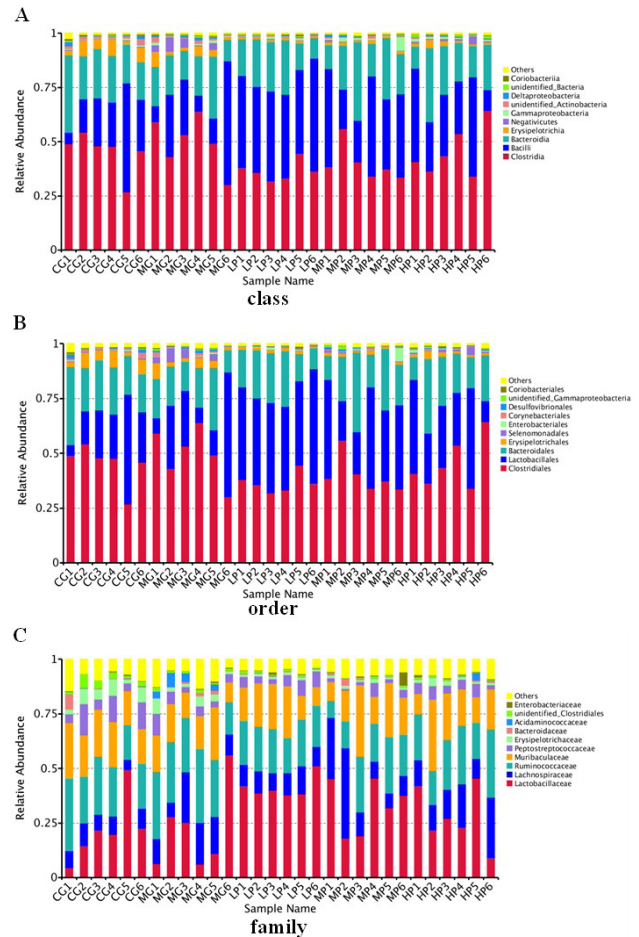 A
1
0.75
0.5
0.25
0
Relative Abundance
CG1 CG2 CG3 CG4 CG5 CG6 MG1 MG2 MG3 MG4 MG5 MG6 LP1 LP2 LP3 LP4 LP5 LP6 MP1 MP2 MP3 MP4 MP5 MP6 HP1 HP2 HP3 HP4 HP5 HP6
Sample Name
class
Others
Coriobacteriia
unidentified_Bacteria
Deltaproteobacteria
unidentified_Actinobacteria
Gammaproteobacteria
Negativicutes
Erysipelotrichia
Bacteroidia
Bacilli
Clostridia
B
1
0.75
0.5
0.25
0
Relative Abundance
CG1 CG2 CG3 CG4 CG5 CG6 MG1 MG2 MG3 MG4 MG5 MG6 LP1 LP2 LP3 LP4 LP5 LP6 MP1 MP2 MP3 MP4 MP5 MP6 HP1 HP2 HP3 HP4 HP5 HP6
Sample Name
order
Others
Coriobacteriales
unidentified_Gammaproteobacteria
Desulfovibrionales
Corynebacteriales
Enterobacteriales
Selenomonadales
Erysipelotrichales
Bacteroidales
Lactobacillales
Clostridiales
C
1
0.75
0.5
0.25
0
Relative Abundance
CG1 CG2 CG3 CG4 CG5 CG6 MG1 MG2 MG3 MG4 MG5 MG6 LP1 LP2 LP3 LP4 LP5 LP6 MP1 MP2 MP3 MP4 MP5 MP6 HP1 HP2 HP3 HP4 HP5 HP6
Sample Name
family
Others
Enterobacteriaceae
unidentified_Clostridiales
Acidaminococcaceae
Bacteroidaceae
Erysipelotrichaceae
Peptostreptococcaceae
Muribaculaceae
Ruminococcaceae
Lachnospiraceae
Lactobacillaceae